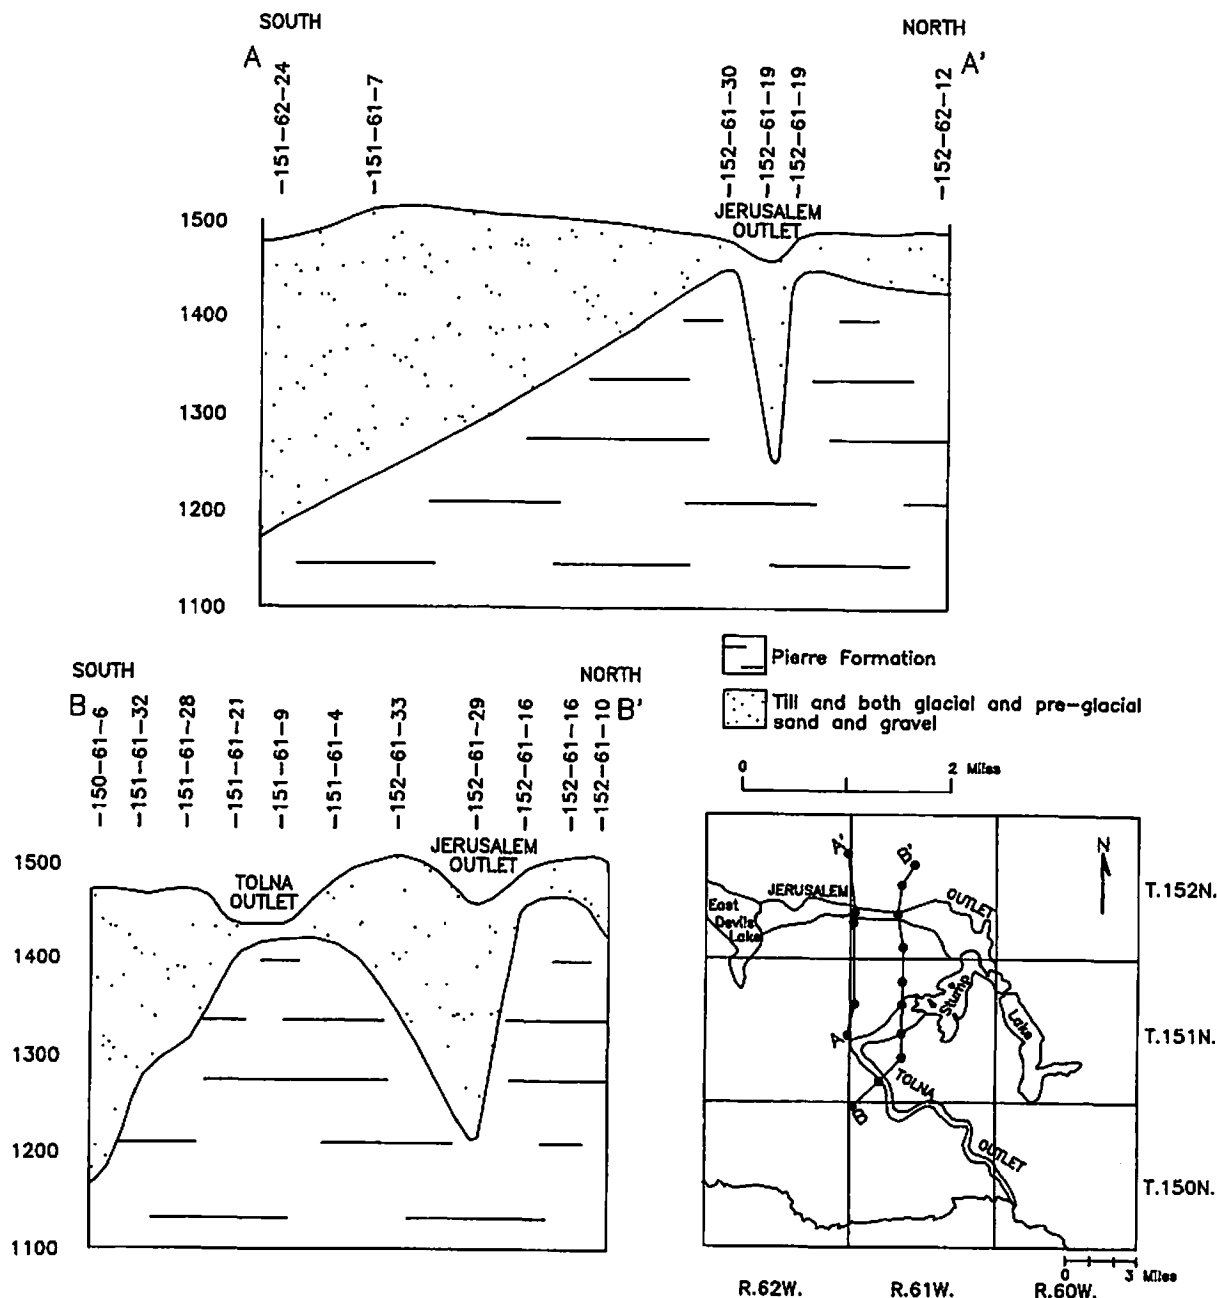 SOUTH
NORTH
A
A'
-151-62-24
-151-61-7
-152-61-30
-152-61-19
-152-61-19
-152-62-12
JERUSALEM
OUTLET
1500
1400
1300
1200
1100
Pierre Formation
Till and both glacial and pre-glacial
sand and gravel
SOUTH
NORTH
B
B'
-150-61-6
-151-61-32
-151-61-28
-151-61-21
-151-61-9
-151-61-4
-152-61-33
-152-61-29
-152-61-16
-152-61-16
-152-61-10
JERUSALEM
OUTLET
TOLNA
OUTLET
1500
1400
1300
1200
1100
0 2 Miles
A'
B'
N
JERUSALEM
OUTLET
East
Devils
Lake
Stump
Lake
A
B
TOLNA
OUTLET
T.152N.
T.151N.
T.150N.
0 3 Miles
R.62W. R.61W. R.60W.